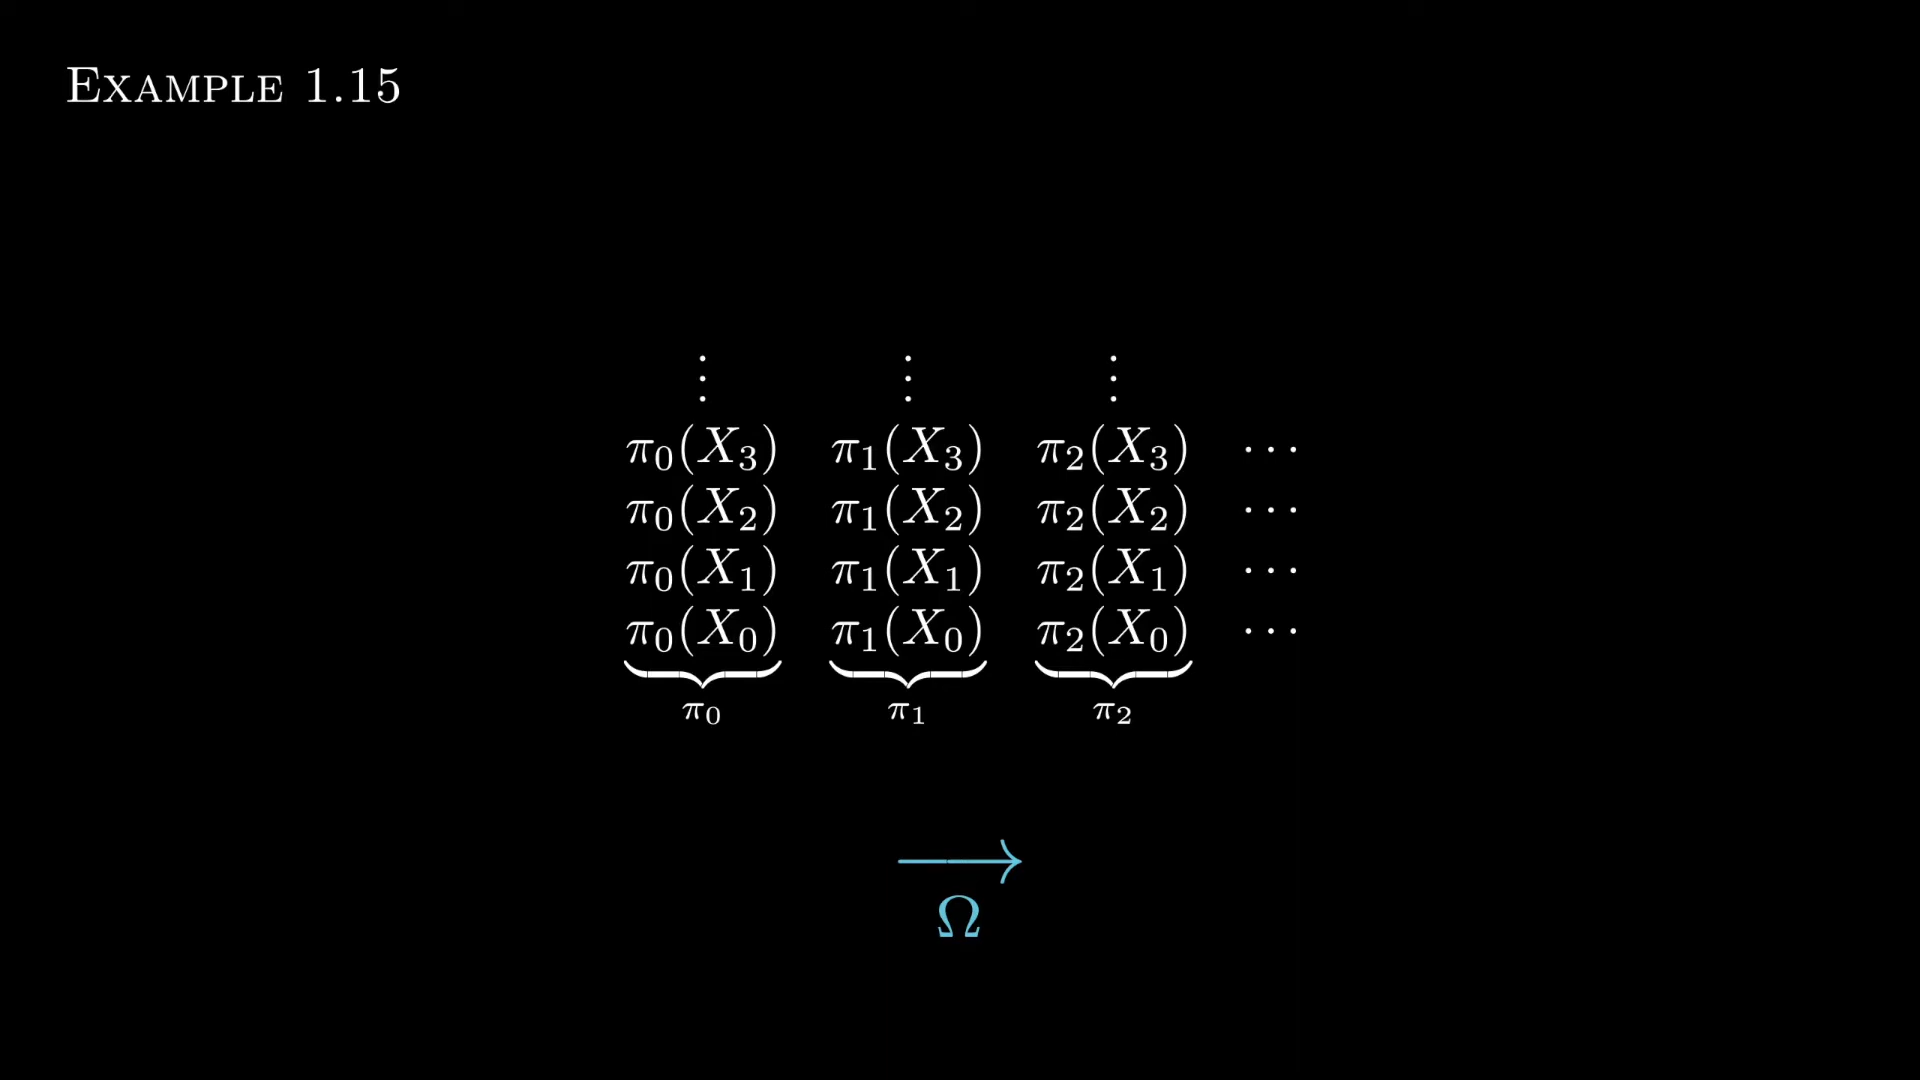 EXAMPLE 1.15
⋮ ⋮ ⋮
π₀(X₃) π₁(X₃) π₂(X₃) ⋯
π₀(X₂) π₁(X₂) π₂(X₂) ⋯
π₀(X₁) π₁(X₁) π₂(X₁) ⋯
π₀(X₀) π₁(X₀) π₂(X₀) ⋯
π₀ π₁ π₂
⟶
Ω